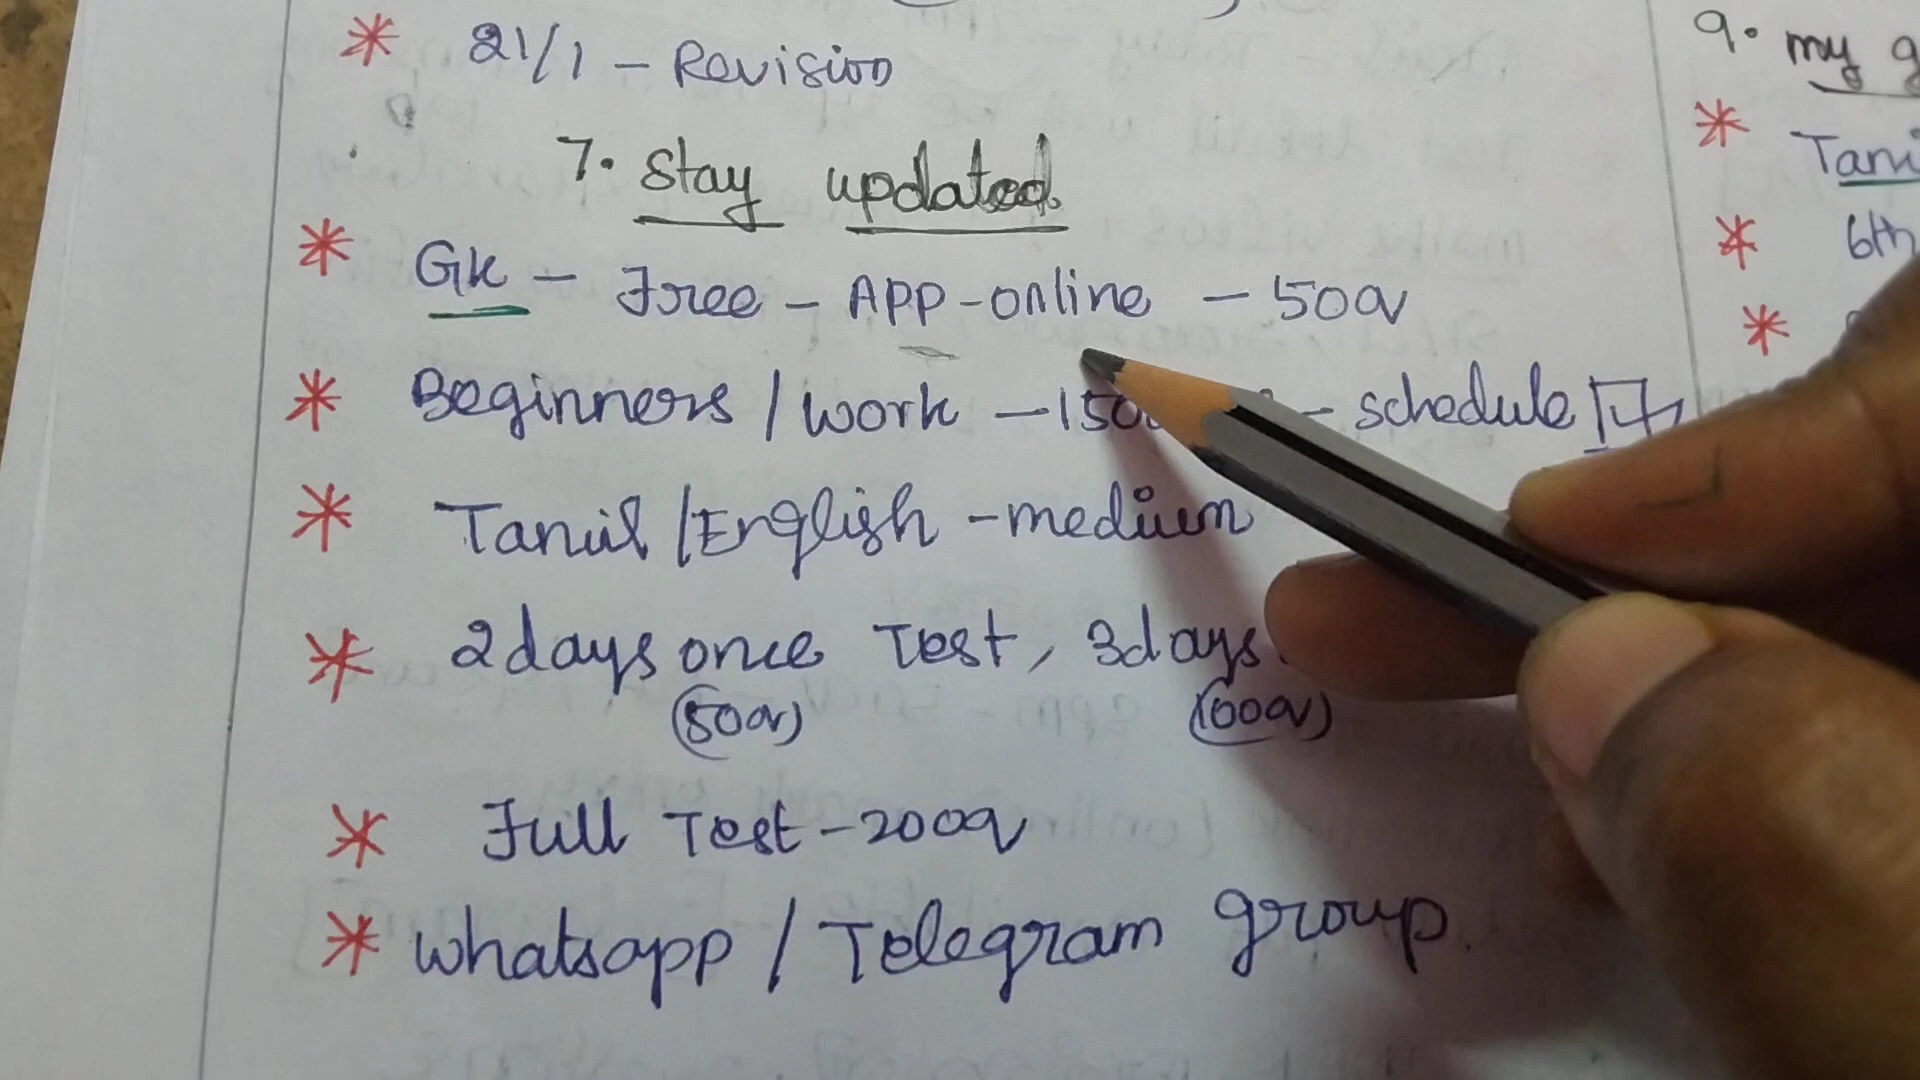 21/1 - Revision
7. Stay updated.
GK - Free - APP - online - 50Q
Beginners / work - 150 - schedule
Tamil / English - medium
2days once Test, 3days
(50Q) (100Q)
Full Test - 200Q
whatsapp / Telegram group.
9. my
6th